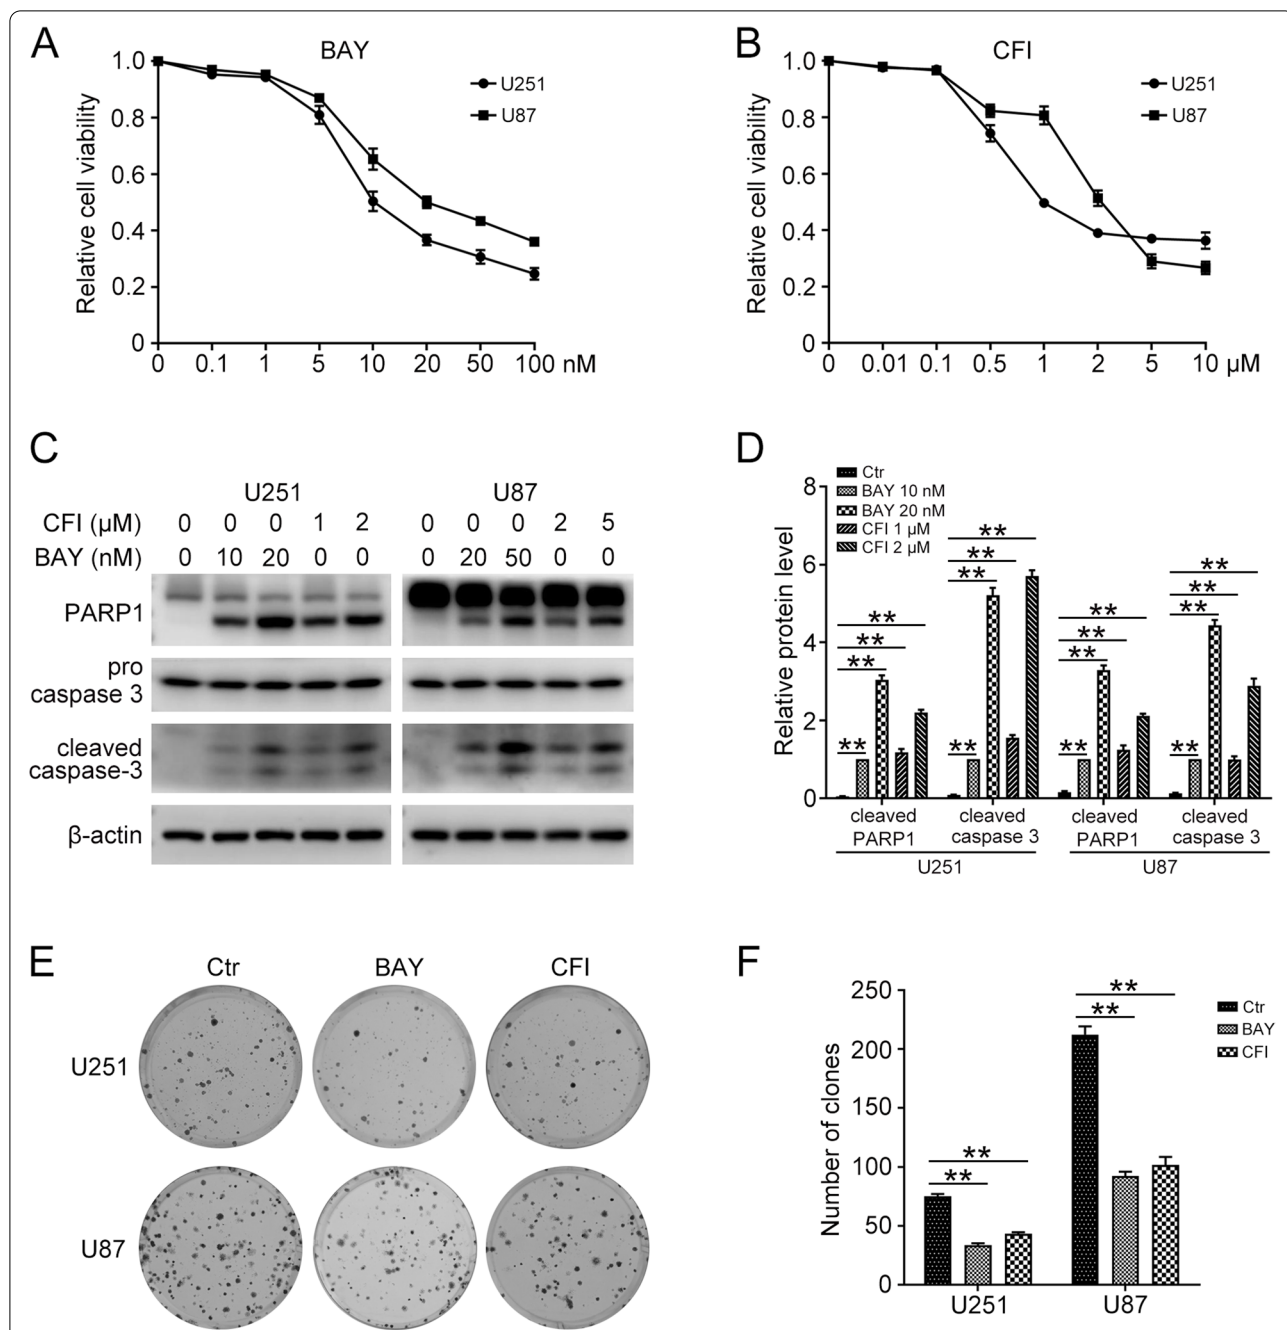 A
BAY
1.0
0.8
0.6
0.4
0.2
0
Relative cell viability
U251
U87
0 0.1 1 5 10 20 50 100 nM
B
CFI
1.0
0.8
0.6
0.4
0.2
0
Relative cell viability
U251
U87
0 0.01 0.1 0.5 1 2 5 10 µM
C
U251 U87
CFI (µM) 0 0 0 1 2 0 0 0 2 5
BAY (nM) 0 10 20 0 0 0 20 50 0 0
PARP1
pro
caspase 3
cleaved
caspase-3
β-actin
D
Ctr
BAY 10 nM
BAY 20 nM
CFI 1 µM
CFI 2 µM
8
6
4
2
0
Relative protein level
** ** ** **
** ** ** **
** ** ** **
** ** ** **
cleaved PARP1
cleaved caspase 3
cleaved PARP1
cleaved caspase 3
U251 U87
E
Ctr BAY CFI
U251
U87
F
250
200
150
100
50
0
Number of clones
Ctr
BAY
CFI
** **
** **
U251 U87